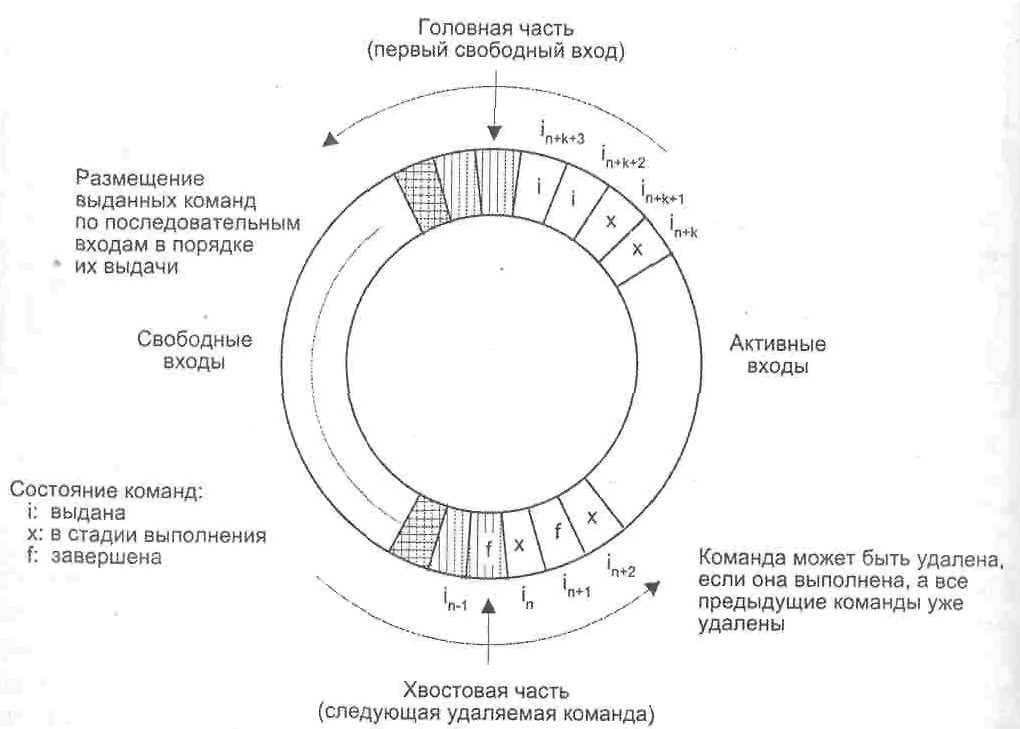 Головная часть
(первый свободный вход)
i n+k+3
i n+k+2
i n+k+1
i n+k
i
i
x
x
Размещение
выданных команд
по последовательным
входам в порядке
их выдачи
Свободные
входы
Активные
входы
Состояние команд:
i: выдана
x: в стадии выполнения
f: завершена
f
x
f
x
i n-1
i n
i n+1
i n+2
Команда может быть удалена,
если она выполнена, а все
предыдущие команды уже
удалены
Хвостовая часть
(следующая удаляемая команда)